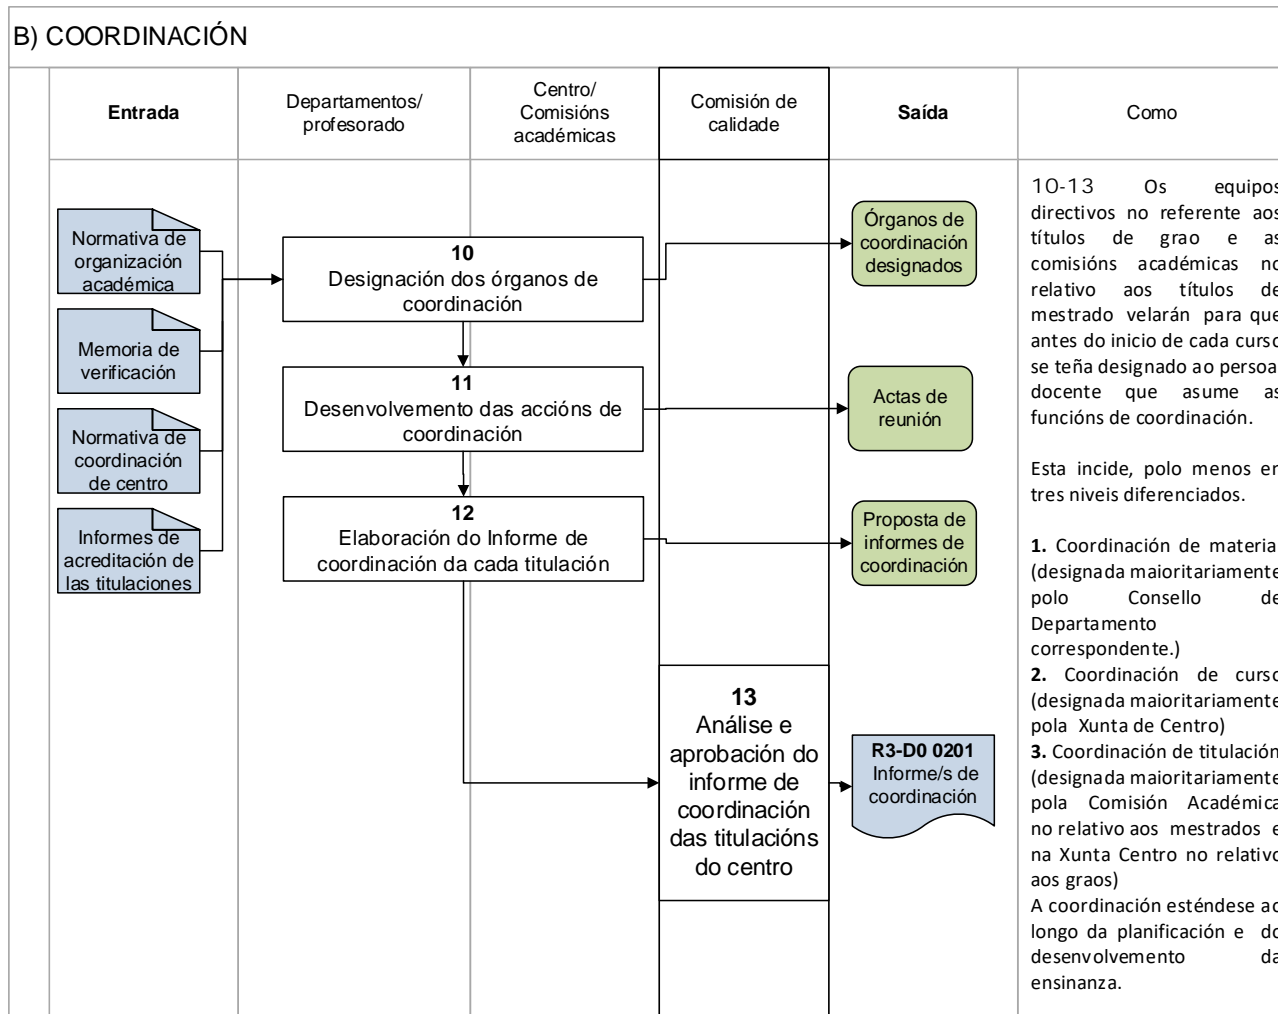 B) COORDINACIÓN
Entrada
Departamentos/
profesorado
Centro/
Comisións
académicas
Comisión de
calidade
Saída
Como
Normativa de
organización
académica
Memoria de
verificación
Normativa de
coordinación
de centro
Informes de
acreditación de
las titulaciones
10
Designación dos órganos de
coordinación
11
Desenvolvemento das accións de
coordinación
12
Elaboración do Informe de
coordinación da cada titulación
13
Análise e
aprobación do
informe de
coordinación
das titulacións
do centro
Órganos de
coordinación
designados
Actas de
reunión
Proposta de
informes de
coordinación
R3-D0 0201
Informe/s de
coordinación
10-13 Os equipos
directivos no referente aos
títulos de grao e as
comisións académicas no
relativo aos títulos de
mestrado velarán para que
antes do inicio de cada curso
se teña designado ao persoal
docente que asume as
funcións de coordinación.
Esta incide, polo menos en
tres niveis diferenciados.
1. Coordinación de materia
(designada maioritariamente
polo Consello de
Departamento
correspondente.)
2. Coordinación de curso
(designada maioritariamente
pola Xunta de Centro)
3. Coordinación de titulación
(designada maioritariamente
pola Comisión Académica
no relativo aos mestrados e
na Xunta Centro no relativo
aos graos)
A coordinación esténdese ao
longo da planificación e do
desenvolvemento da
ensinanza.